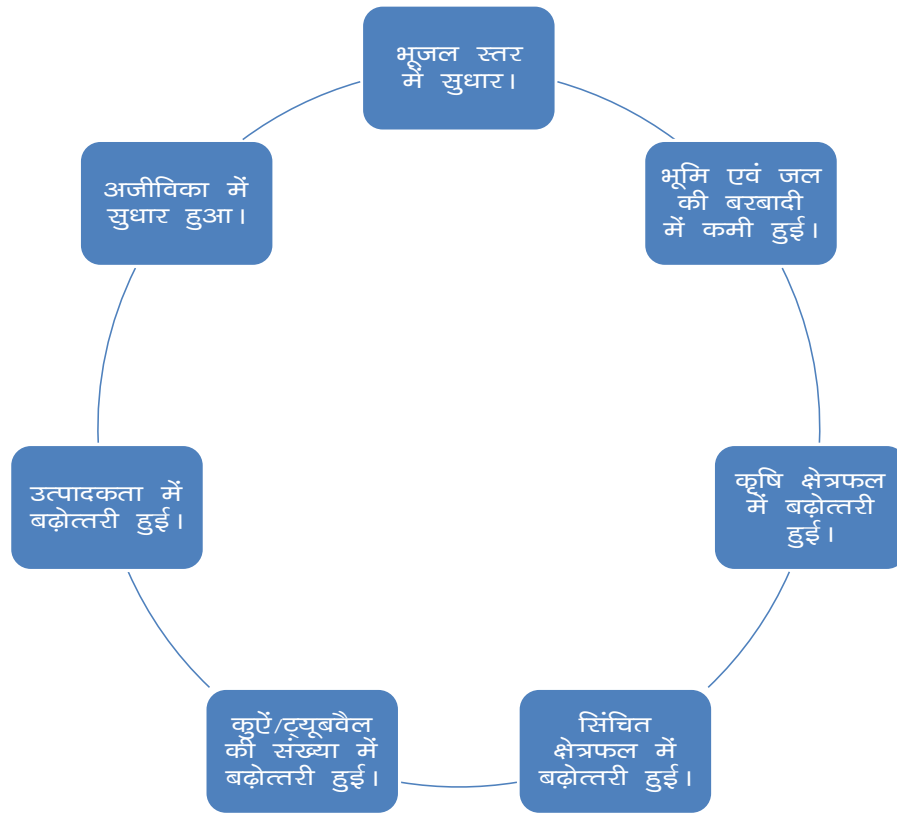 भूजल स्तर
में सुधार।
भूमि एवं जल
की बरबादी
में कमी हुई।
कृषि क्षेत्रफल
में बढ़ोत्तरी
हुई।
सिंचित
क्षेत्रफल में
बढ़ोत्तरी हुई।
कुऐं/ट्यूबवैल
की संख्या में
बढ़ोत्तरी हुई।
उत्पादकता में
बढ़ोत्तरी हुई।
अजीविका में
सुधार हुआ।